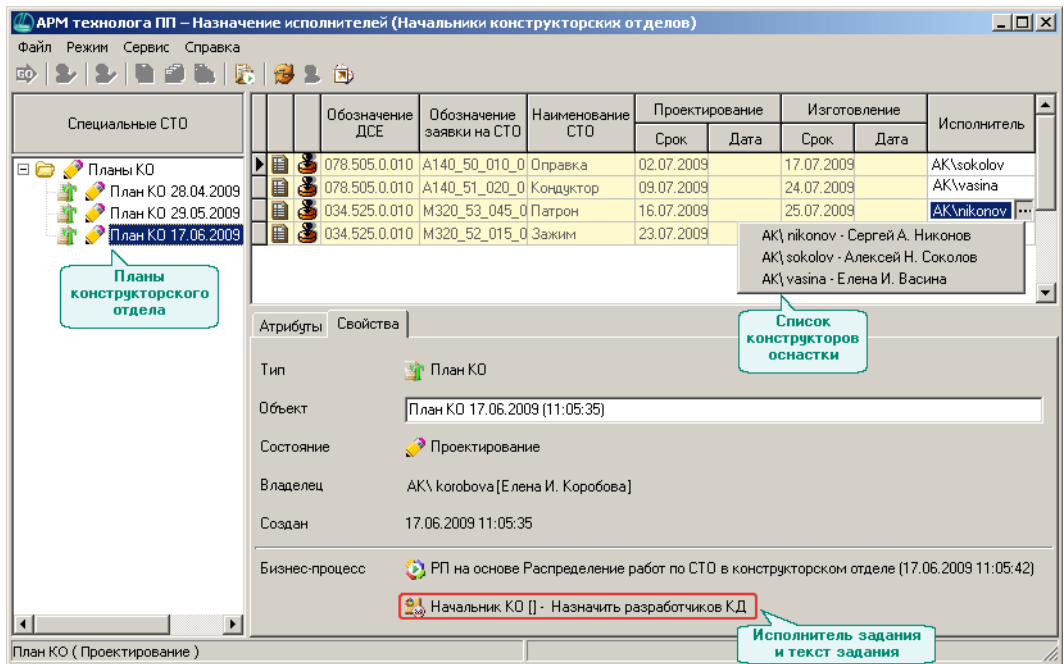 АРМ технолога ПП – Назначение исполнителей (Начальники конструкторских отделов)
Файл Режим Сервис Справка
GO
Специальные СТО
Обозначение ДСЕ
Обозначение заявки на СТО
Наименование СТО
Проектирование
Изготовление
Исполнитель
Срок Дата Срок Дата
Планы КО
План КО 28.04.2009
План КО 29.05.2009
План КО 17.06.2009
078.505.0.010 А140_50_010_0 Оправка 02.07.2009 17.07.2009 AK\sokolov
078.505.0.010 А140_51_020_0 Кондуктор 09.07.2009 24.07.2009 AK\vasina
034.525.0.010 М320_53_045_0 Патрон 16.07.2009 25.07.2009 AK\nikonov ...
034.525.0.010 М320_52_015_0 Зажим 23.07.2009
AK\ nikonov - Сергей А. Никонов
AK\ sokolov - Алексей Н. Соколов
AK\ vasina - Елена И. Васина
Планы
конструкторского
отдела
Список
конструкторов
оснастки
Атрибуты Свойства
Тип План КО
Объект План КО 17.06.2009 (11:05:35)
Состояние Проектирование
Владелец AK\ korobova [Елена И. Коробова]
Создан 17.06.2009 11:05:35
Бизнес-процесс РП на основе Распределение работ по СТО в конструкторском отделе (17.06.2009 11:05:42)
Начальник КО [] - Назначить разработчиков КД
Исполнитель задания
и текст задания
План КО ( Проектирование )